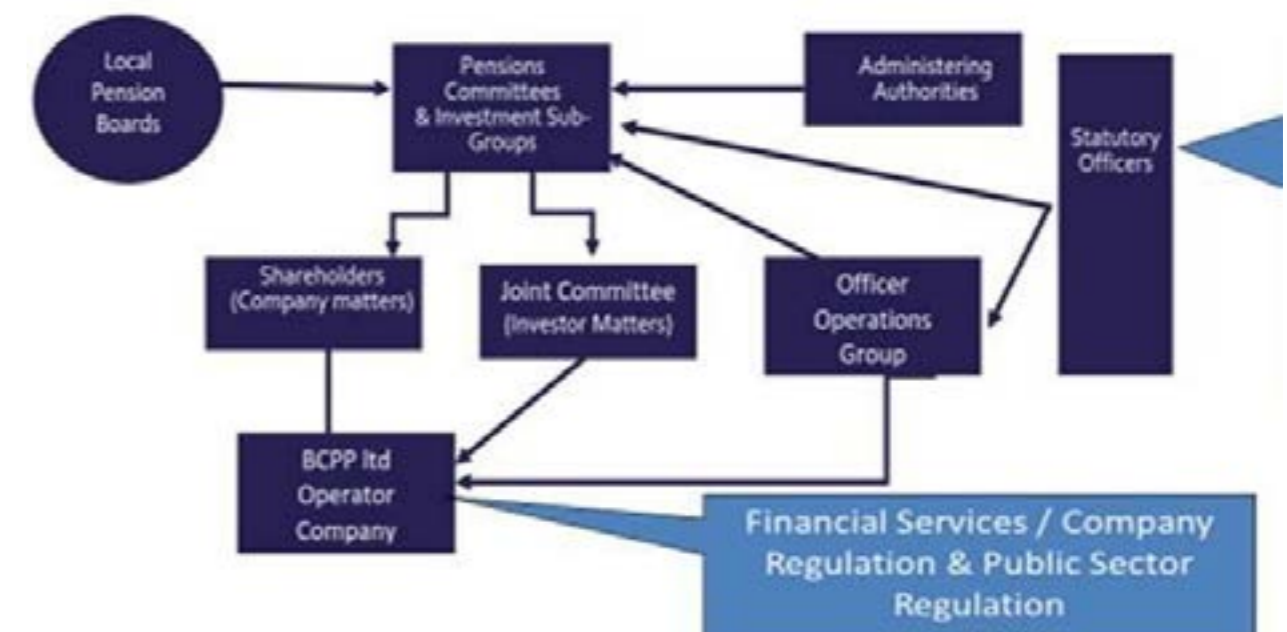 Local
Pension
Boards
Pensions
Committees
& Investment Sub-
Groups
Administering
Authorities
Statutory
Officers
Shareholders
(Company matters)
Joint Committee
(Investor Matters)
Officer
Operations
Group
BCPP ltd
Operator
Company
Financial Services / Company
Regulation & Public Sector
Regulation